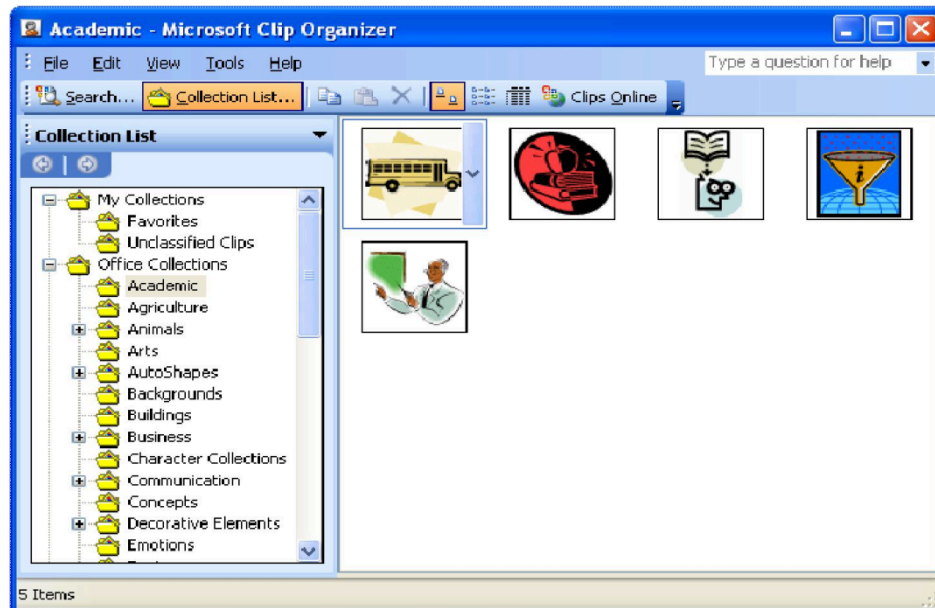 Academic - Microsoft Clip Organizer
File Edit View Tools Help
Type a question for help
Search... Collection List... Clips Online
Collection List
My Collections
Favorites
Unclassified Clips
Office Collections
Academic
Agriculture
Animals
Arts
AutoShapes
Backgrounds
Buildings
Business
Character Collections
Communication
Concepts
Decorative Elements
Emotions
i
5 Items